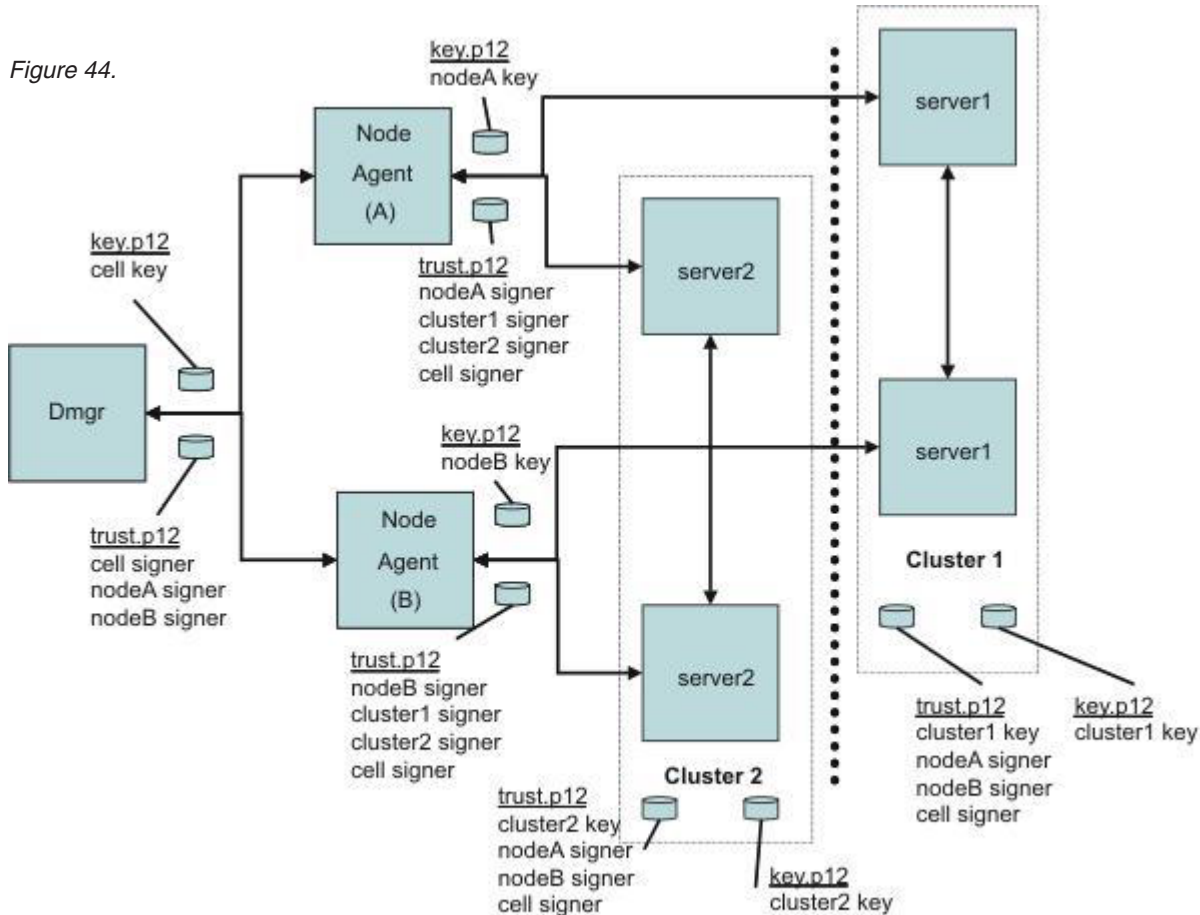 Figure 44.
key.p12
nodeA key
server1
Node
Agent
(A)
key.p12
cell key
trust.p12
nodeA signer
cluster1 signer
cluster2 signer
cell signer
server2
Dmgr
key.p12
nodeB key
server1
trust.p12
cell signer
nodeA signer
nodeB signer
Node
Agent
(B)
Cluster 1
trust.p12
nodeB signer
cluster1 signer
cluster2 signer
cell signer
server2
trust.p12
cluster1 key
nodeA signer
nodeB signer
cell signer
key.p12
cluster1 key
Cluster 2
trust.p12
cluster2 key
nodeA signer
nodeB signer
cell signer
key.p12
cluster2 key